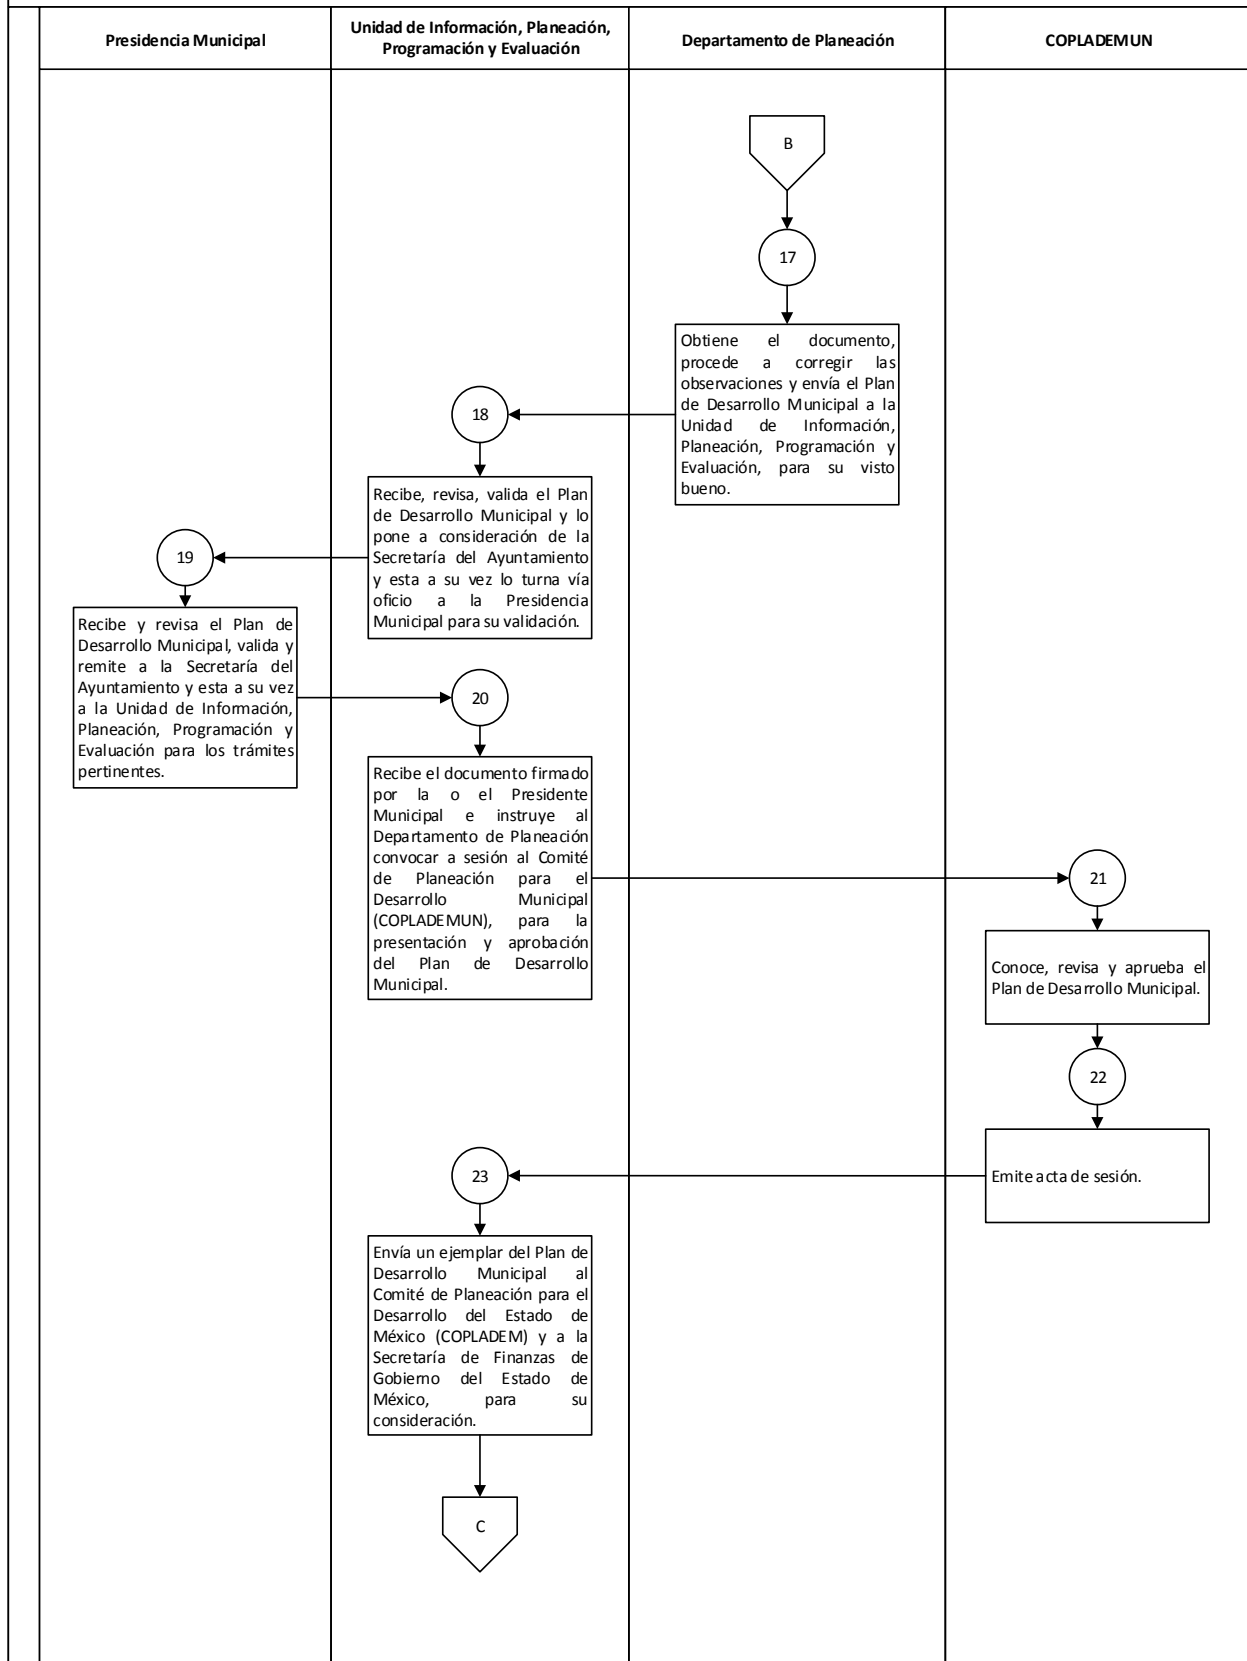 Presidencia Municipal
Unidad de Información, Planeación,
Programación y Evaluación
Departamento de Planeación
COPLADEMUN
B
17
Obtiene el documento,
procede a corregir las
observaciones y envía el Plan
de Desarrollo Municipal a la
Unidad de Información,
Planeación, Programación y
Evaluación, para su visto
bueno.
18
Recibe, revisa, valida el Plan
de Desarrollo Municipal y lo
pone a consideración de la
Secretaría del Ayuntamiento
y esta a su vez lo turna vía
oficio a la Presidencia
Municipal para su validación.
19
Recibe y revisa el Plan de
Desarrollo Municipal, valida y
remite a la Secretaría del
Ayuntamiento y esta a su vez
a la Unidad de Información,
Planeación, Programación y
Evaluación para los trámites
pertinentes.
20
Recibe el documento firmado
por la o el Presidente
Municipal e instruye al
Departamento de Planeación
convocar a sesión al Comité
de Planeación para el
Desarrollo Municipal
(COPLADEMUN), para la
presentación y aprobación
del Plan de Desarrollo
Municipal.
21
Conoce, revisa y aprueba el
Plan de Desarrollo Municipal.
22
Emite acta de sesión.
23
Envía un ejemplar del Plan de
Desarrollo Municipal al
Comité de Planeación para el
Desarrollo del Estado de
México (COPLADEM) y a la
Secretaría de Finanzas de
Gobierno del Estado de
México, para su
consideración.
C